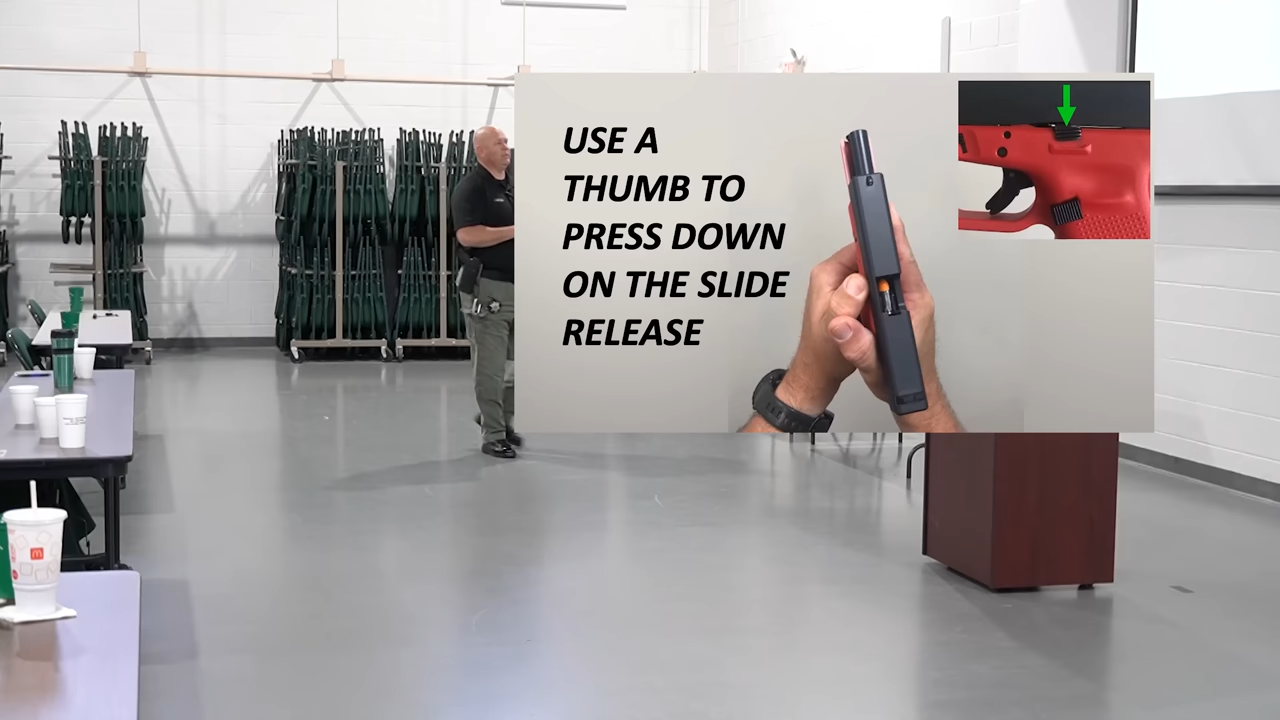 USE A
THUMB TO
PRESS DOWN
ON THE SLIDE
RELEASE